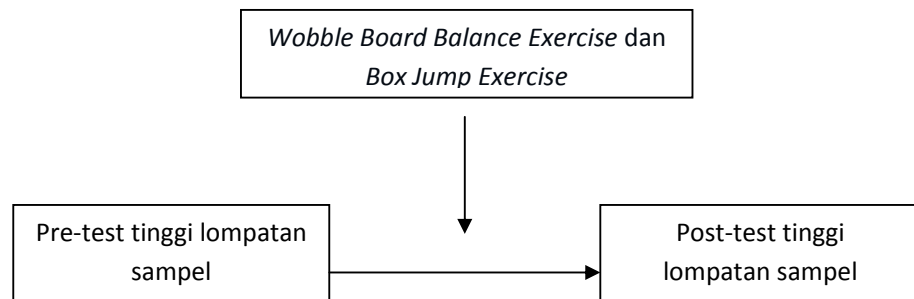 Wobble Board Balance Exercise dan
Box Jump Exercise
Pre-test tinggi lompatan
sampel
Post-test tinggi
lompatan sampel